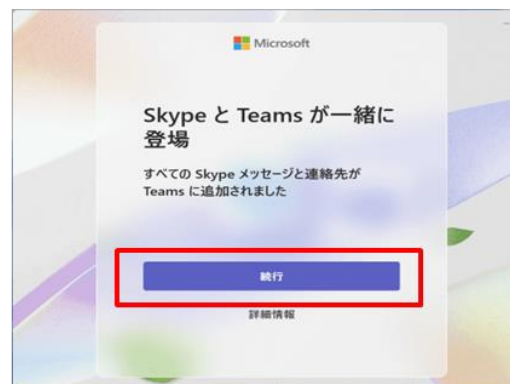 Microsoft
Skype と Teams が一緒に
登場
すべての Skype メッセージと連絡先が
Teams に追加されました
続行
詳細情報